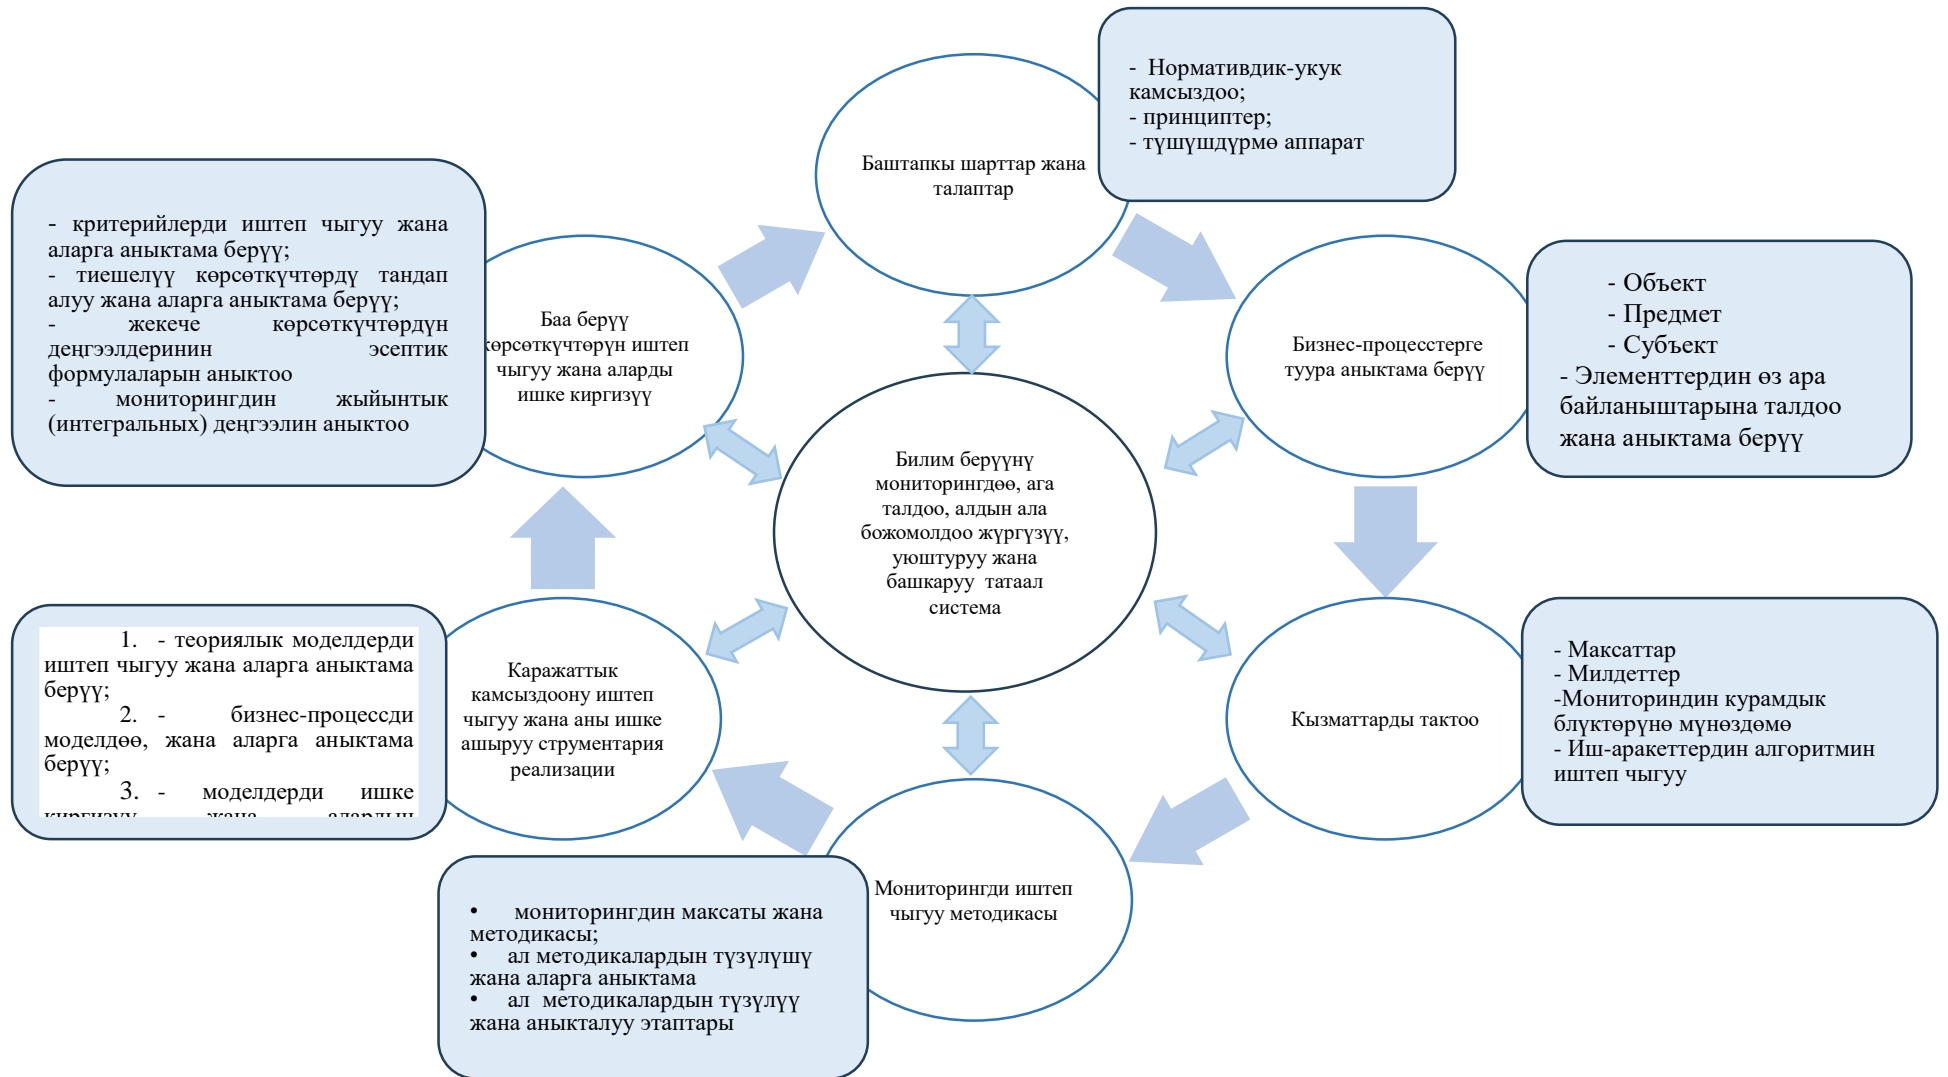 - Нормативдик-укук
камсыздоо;
- принциптер;
- түшүшдүрмө аппарат
Баштапкы шарттар жана
талаптар
- критерийлерди иштеп чыгуу жана
аларга аныктама берүү;
- тиешелүү көрсөткүчтөрдү тандап
алуу жана аларга аныктама берүү;
- жекече көрсөткүчтөрдүн
деңгээлдеринин эсептик
формулаларын аныктоо
- мониторингдин жыйынтык
(интегральных) деңгээлин аныктоо
Баа берүү
көрсөткүчтөрүн иштеп
чыгуу жана аларды
ишке киргизүү
Бизнес-процесстерге
туура аныктама берүү
- Объект
- Предмет
- Субъект
- Элементтердин өз ара
байланыштарына талдоо
жана аныктама берүү
Билим берүүнү
мониторингдөө, ага
талдоо, алдын ала
божомолдоо жүргүзүү,
уюштуруу жана
башкаруу татаал
система
1. - теориялык моделдерди
иштеп чыгуу жана аларга аныктама
берүү;
2. - бизнес-процессди
моделдөө, жана аларга аныктама
берүү;
3. - моделдерди ишке
киргизүү жана алардын
Каражаттык
камсыздоону иштеп
чыгуу жана аны ишке
ашыруу струментария
реализации
Кызматтарды тактоо
- Максаттар
- Милдеттер
-Мониториндин курамдык
блүктөрүнө мүнөздөмө
- Иш-аракеттердин алгоритмин
иштеп чыгуу
Мониторингди иштеп
чыгуу методикасы
• мониторингдин максаты жана
методикасы;
• ал методикалардын түзүлүшү
жана аларга аныктама
• ал методикалардын түзүлүү
жана аныкталуу этаптары